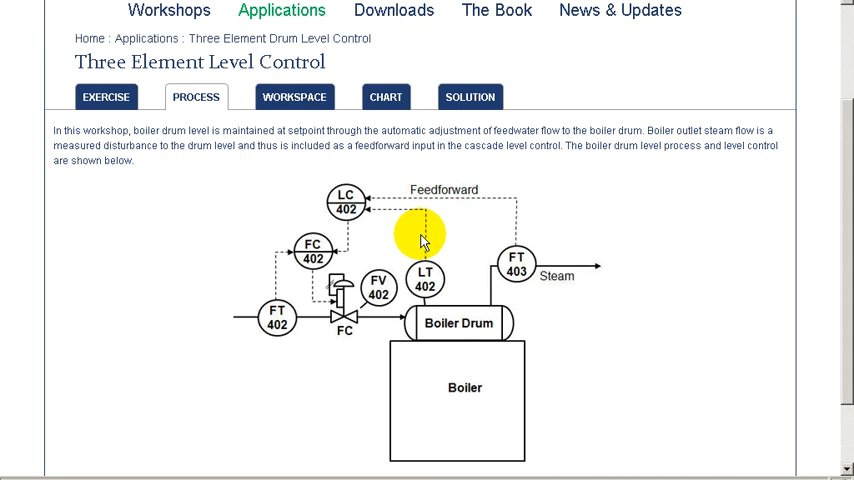 Workshops Applications Downloads The Book News & Updates
Home : Applications : Three Element Drum Level Control
Three Element Level Control
EXERCISE PROCESS WORKSPACE CHART SOLUTION
In this workshop, boiler drum level is maintained at setpoint through the automatic adjustment of feedwater flow to the boiler drum. Boiler outlet steam flow is a
measured disturbance to the drum level and thus is included as a feedforward input in the cascade level control. The boiler drum level process and level control
are shown below.
Feedforward
LC
402
FC
402
FT
403
Steam
LT
402
FV
402
FT
402
FC
Boiler Drum
Boiler